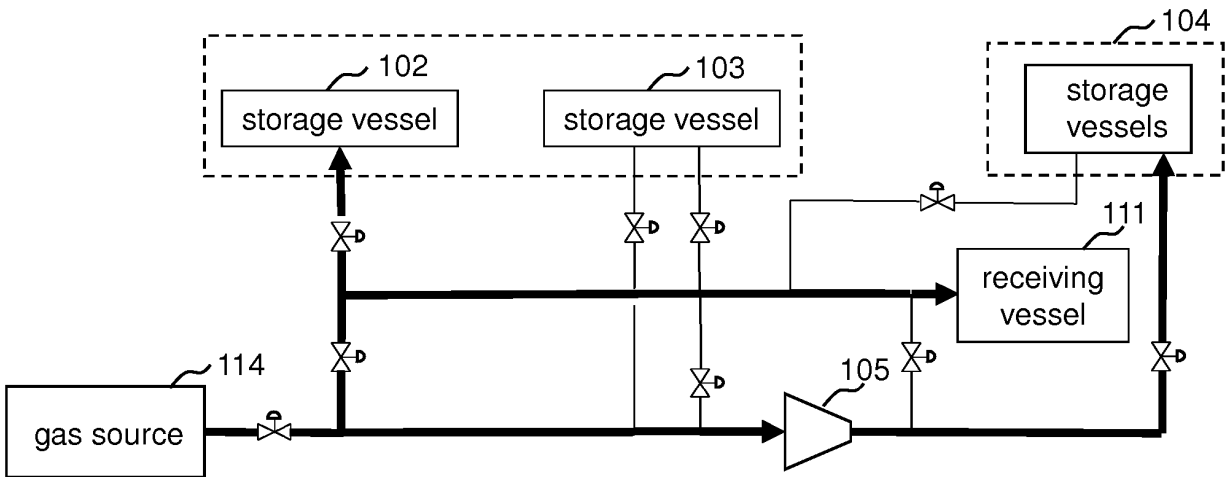 102
storage vessel
103
storage vessel
104
storage
vessels
111
receiving
vessel
114
gas source
105